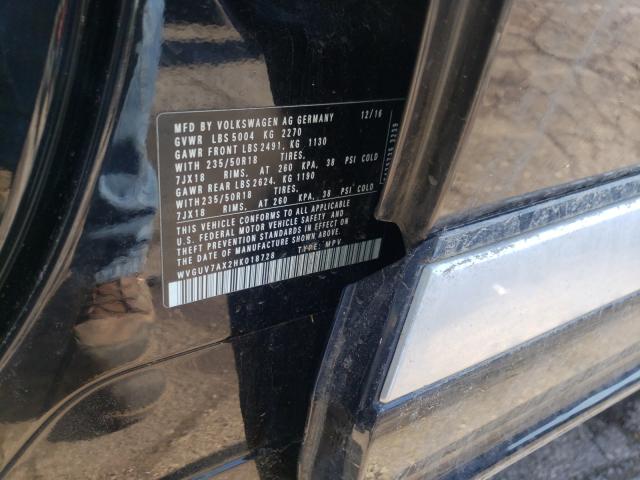 MFD BY VOLKSWAGEN AG GERMANY 12/16
GVWR LBS 5004 KG 2270
GAWR FRONT LBS 2491, KG 1130
WITH 235/50R18 TIRES,
7JX18 RIMS. AT 260 KPA, 38 PSI COLD
GAWR REAR LBS 2624, KG 1190
WITH 235/50R18 TIRES,
7JX18 RIMS. AT 260 KPA, 38 PSI COLD
THIS VEHICLE CONFORMS TO ALL APPLICABLE
U.S. FEDERAL MOTOR VEHICLE SAFETY AND
THEFT PREVENTION STANDARDS IN EFFECT ON
THE DATE OF MANUFACTURE SHOWN ABOVE
WVGUV7AX2HK018728 TYPE: MPV